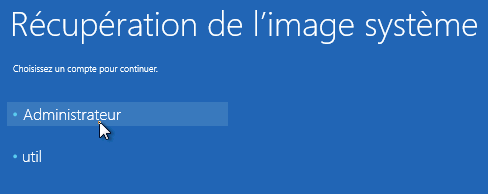 Récupération de l’image système
Choisissez un compte pour continuer.
Administrateur
util